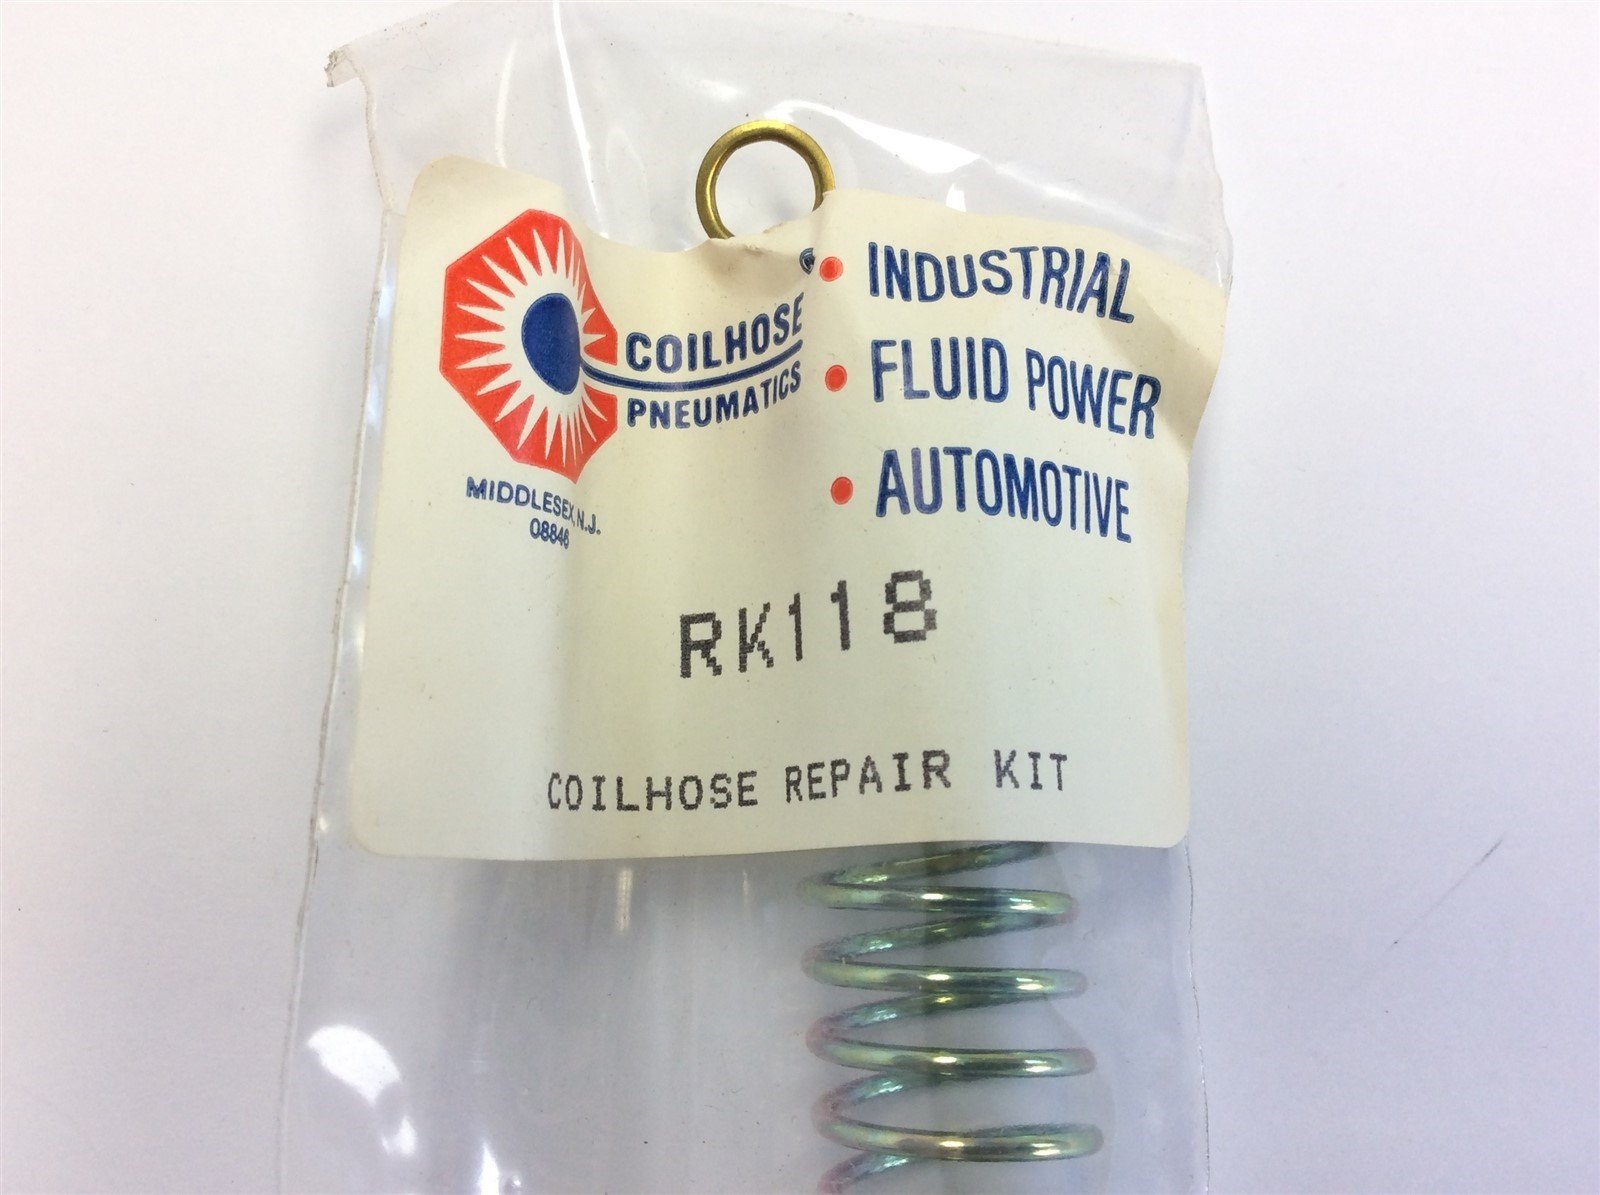 COILHOSE
PNEUMATICS
MIDDLESEX, N.J.
08846
• INDUSTRIAL
• FLUID POWER
• AUTOMOTIVE
RK118
COILHOSE REPAIR KIT